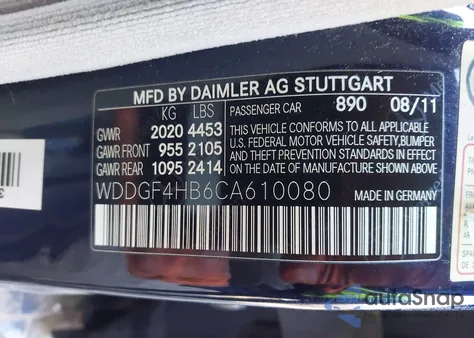 MFD BY DAIMLER AG STUTTGART
KG LBS PASSENGER CAR 890 08/11
GVWR 2020 4453 THIS VEHICLE CONFORMS TO ALL APPLICABLE
GAWR FRONT 955 2105 U.S. FEDERAL MOTOR VEHICLE SAFETY, BUMPER
GAWR REAR 1095 2414 AND THEFT PREVENTION STANDARDS IN EFFECT
ON THE DATE OF MANUFACTURE SHOWN ABOVE
WDDGF4HB6CA610080 MADE IN GERMANY
autoSnap